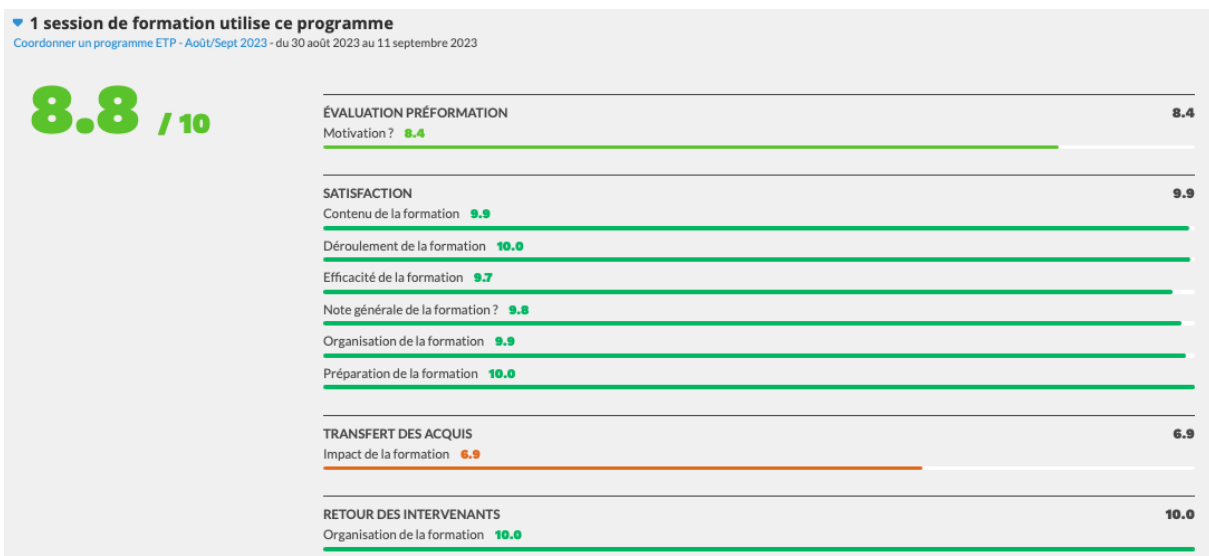 1 session de formation utilise ce programme
Coordonner un programme ETP - Août/Sept 2023 - du 30 août 2023 au 11 septembre 2023
8.8 / 10
ÉVALUATION PRÉFORMATION 8.4
Motivation ? 8.4
SATISFACTION 9.9
Contenu de la formation 9.9
Déroulement de la formation 10.0
Efficacité de la formation 9.7
Note générale de la formation ? 9.8
Organisation de la formation 9.9
Préparation de la formation 10.0
TRANSFERT DES ACQUIS 6.9
Impact de la formation 6.9
RETOUR DES INTERVENANTS 10.0
Organisation de la formation 10.0